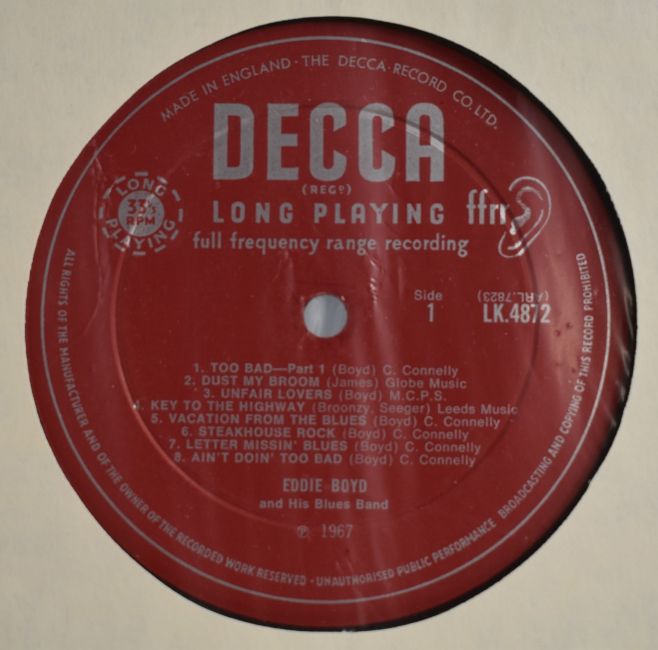 MADE IN ENGLAND · THE DECCA · RECORD CO. LTD.
DECCA
(REGD)
LONG PLAYING
ffrr
full frequency range recording
LONG
33⅓
RPM
PLAYING
Side
1
(ARL.7823)
LK.4872
1. TOO BAD—Part 1 (Boyd) C. Connelly
2. DUST MY BROOM (James) Globe Music
3. UNFAIR LOVERS (Boyd) M.C.P.S.
4. KEY TO THE HIGHWAY (Broonzy, Seeger) Leeds Music
5. VACATION FROM THE BLUES (Boyd) C. Connelly
6. STEAKHOUSE ROCK (Boyd) C. Connelly
7. LETTER MISSIN' BLUES (Boyd) C. Connelly
8. AIN'T DOIN' TOO BAD (Boyd) C. Connelly
EDDIE BOYD
and His Blues Band
℗ 1967
ALL RIGHTS OF THE MANUFACTURER AND OF THE OWNER OF THE RECORDED WORK RESERVED · UNAUTHORISED PUBLIC PERFORMANCE BROADCASTING AND COPYING OF THIS RECORD PROHIBITED